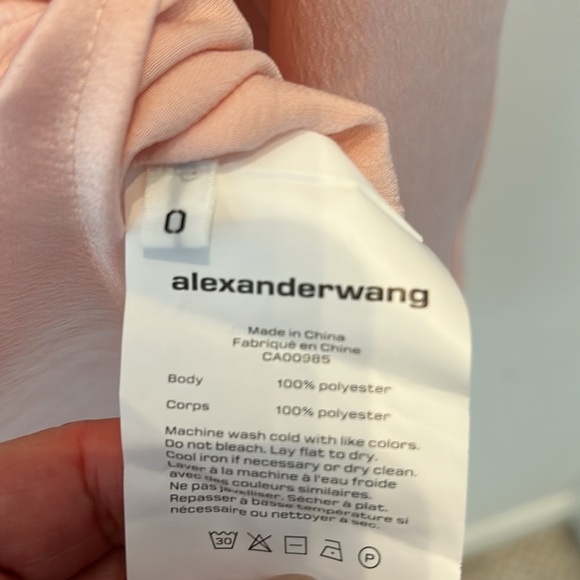 0
alexanderwang
Made in China
Fabriqué en Chine
CA00985
Body 100% polyester
Corps 100% polyester
Machine wash cold with like colors.
Do not bleach. Lay flat to dry.
Cool iron if necessary or dry clean.
Laver à la machine à l'eau froide
avec des couleurs similaires.
Ne pas javelliser. Sécher à plat.
Repasser à basse température si
nécessaire ou nettoyer à sec.
30 P